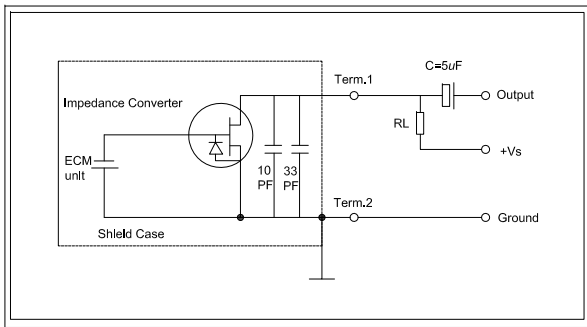 C=5uF
Term.1
Output
Impedance Converter
RL
+Vs
ECM
unit
10
PF
33
PF
Term.2
Ground
Shield Case